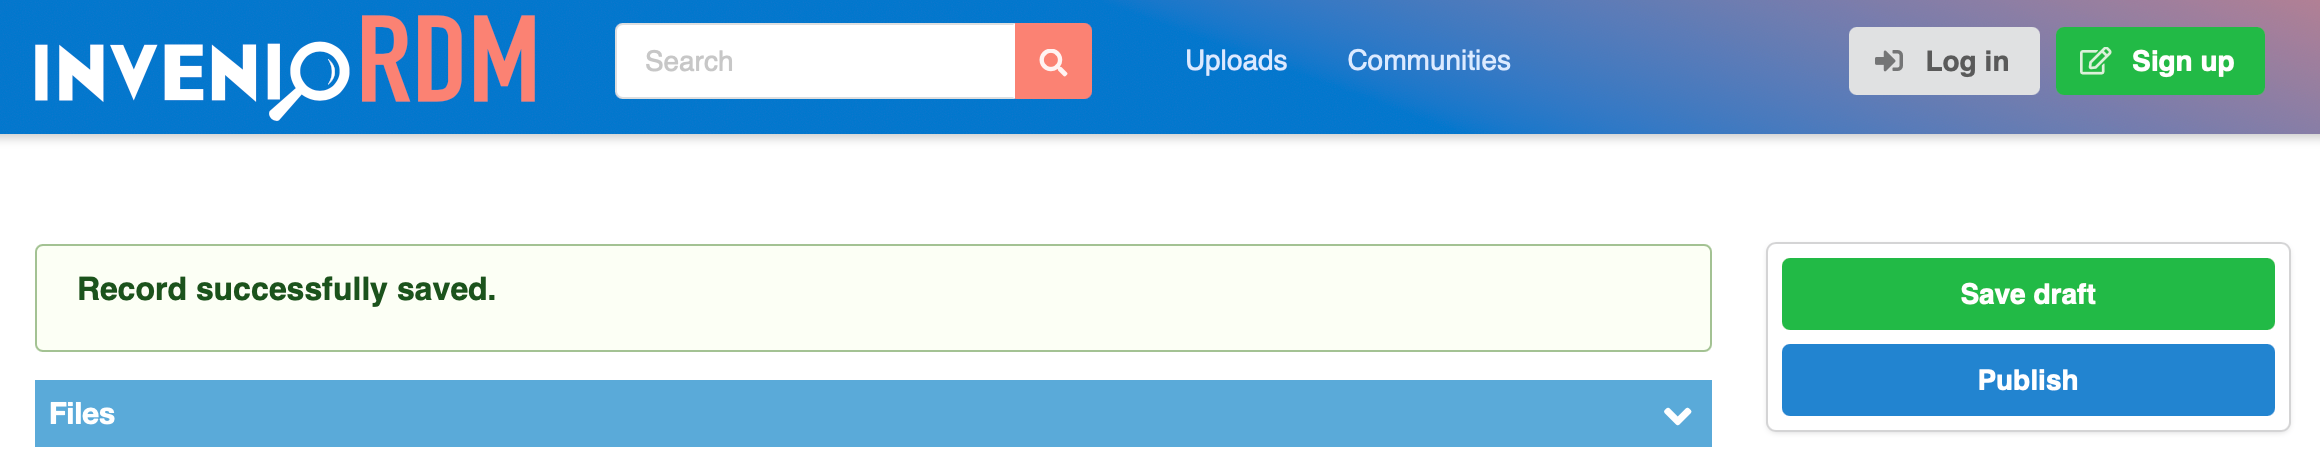 INVENIO RDM
Search
Uploads Communities
Log in
Sign up
Record successfully saved.
Save draft
Publish
Files